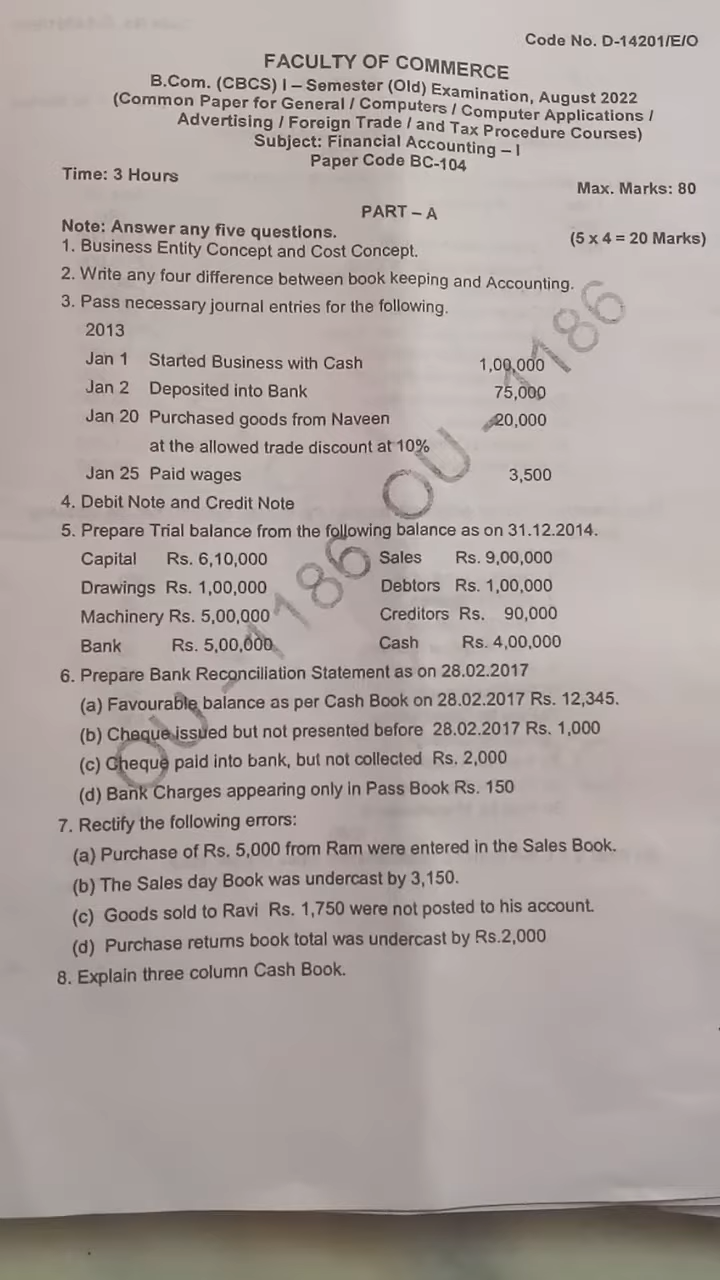 Code No. D-14201/E/O
FACULTY OF COMMERCE
B.Com. (CBCS) I – Semester (Old) Examination, August 2022
(Common Paper for General / Computers / Computer Applications /
Advertising / Foreign Trade / and Tax Procedure Courses)
Subject: Financial Accounting – I
Paper Code BC-104
Time: 3 Hours
Max. Marks: 80
PART – A
Note: Answer any five questions.
(5 x 4 = 20 Marks)
1. Business Entity Concept and Cost Concept.
2. Write any four difference between book keeping and Accounting.
3. Pass necessary journal entries for the following.
2013
Jan 1 Started Business with Cash 1,00,000
Jan 2 Deposited into Bank 75,000
Jan 20 Purchased goods from Naveen 20,000
at the allowed trade discount at 10%
Jan 25 Paid wages 3,500
4. Debit Note and Credit Note
5. Prepare Trial balance from the following balance as on 31.12.2014.
Capital Rs. 6,10,000 Sales Rs. 9,00,000
Drawings Rs. 1,00,000 Debtors Rs. 1,00,000
Machinery Rs. 5,00,000 Creditors Rs. 90,000
Bank Rs. 5,00,000 Cash Rs. 4,00,000
6. Prepare Bank Reconciliation Statement as on 28.02.2017
(a) Favourable balance as per Cash Book on 28.02.2017 Rs. 12,345.
(b) Cheque issued but not presented before 28.02.2017 Rs. 1,000
(c) Cheque paid into bank, but not collected Rs. 2,000
(d) Bank Charges appearing only in Pass Book Rs. 150
7. Rectify the following errors:
(a) Purchase of Rs. 5,000 from Ram were entered in the Sales Book.
(b) The Sales day Book was undercast by 3,150.
(c) Goods sold to Ravi Rs. 1,750 were not posted to his account.
(d) Purchase returns book total was undercast by Rs.2,000
8. Explain three column Cash Book.
OU - 1186 OU - 1186